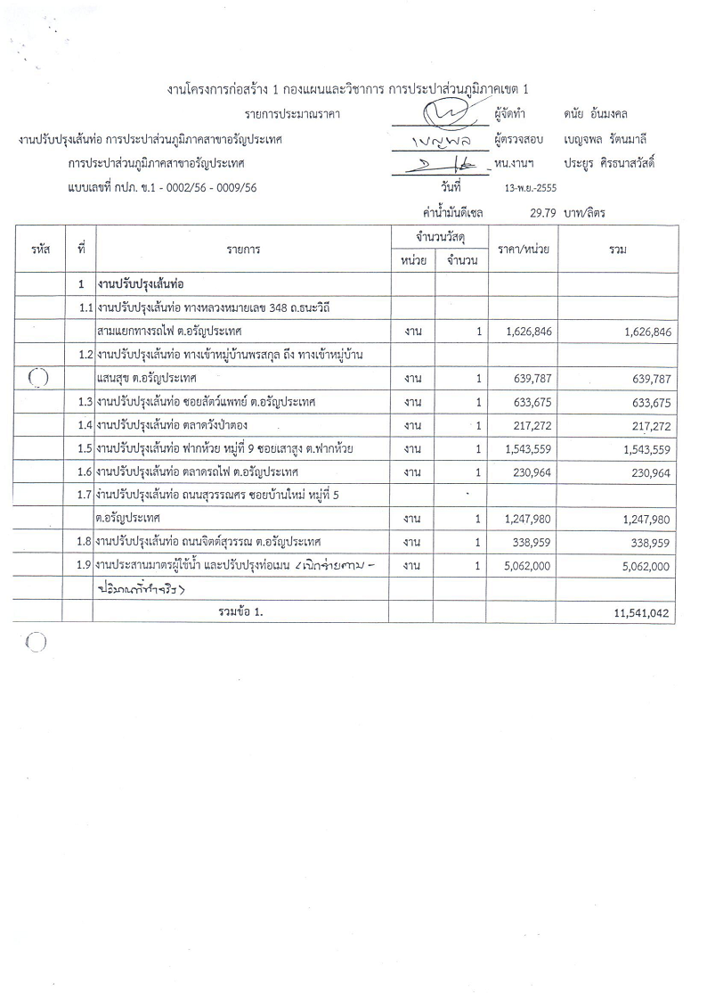 งานโครงการก่อสร้าง 1 กองแผนและวิชาการ การประปาส่วนภูมิภาคเขต 1
รายการประมาณราคา ผู้จัดทำ ดนัย อ้นมงคล
งานปรับปรุงเส้นท่อ การประปาส่วนภูมิภาคสาขาอรัญประเทศ เบญจพล ผู้ตรวจสอบ เบญจพล รัตนมาลี
การประปาส่วนภูมิภาคสาขาอรัญประเทศ หน.งานฯ ประยูร ศิรธนาสวัสดิ์
แบบเลขที่ กปภ. ข.1 - 0002/56 - 0009/56 วันที่ 13-พ.ย.-2555
ค่าน้ำมันดีเซล 29.79 บาท/ลิตร
รหัส ที่ รายการ จำนวนวัสดุ ราคา/หน่วย รวม
หน่วย จำนวน
1 งานปรับปรุงเส้นท่อ
1.1 งานปรับปรุงเส้นท่อ ทางหลวงหมายเลข 348 ถ.ธนะวิถี
สามแยกทางรถไฟ ต.อรัญประเทศ งาน 1 1,626,846 1,626,846
1.2 งานปรับปรุงเส้นท่อ ทางเข้าหมู่บ้านพรสกุล ถึง ทางเข้าหมู่บ้าน
แสนสุข ต.อรัญประเทศ งาน 1 639,787 639,787
1.3 งานปรับปรุงเส้นท่อ ซอยสัตว์แพทย์ ต.อรัญประเทศ งาน 1 633,675 633,675
1.4 งานปรับปรุงเส้นท่อ ตลาดวังป่าตอง งาน 1 217,272 217,272
1.5 งานปรับปรุงเส้นท่อ ฟากห้วย หมู่ที่ 9 ซอยเสาสูง ต.ฟากห้วย งาน 1 1,543,559 1,543,559
1.6 งานปรับปรุงเส้นท่อ ตลาดรถไฟ ต.อรัญประเทศ งาน 1 230,964 230,964
1.7 งานปรับปรุงเส้นท่อ ถนนสุวรรณศร ซอยบ้านใหม่ หมู่ที่ 5
ต.อรัญประเทศ งาน 1 1,247,980 1,247,980
1.8 งานปรับปรุงเส้นท่อ ถนนจิตต์สุวรรณ ต.อรัญประเทศ งาน 1 338,959 338,959
1.9 งานประสานมาตรผู้ใช้น้ำ และปรับปรุงท่อเมน (เบิกจ่ายตาม - งาน 1 5,062,000 5,062,000
ปริมาณที่ทำจริง)
รวมข้อ 1. 11,541,042